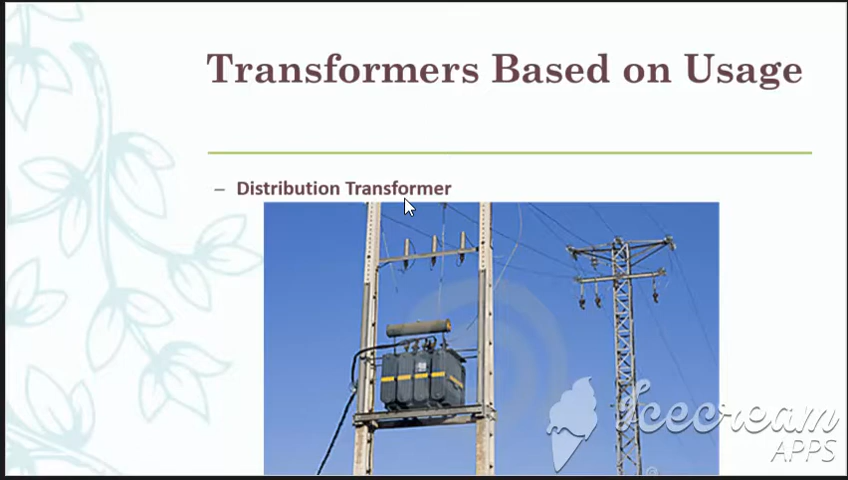 Transformers Based on Usage
– Distribution Transformer
Icecream
APPS